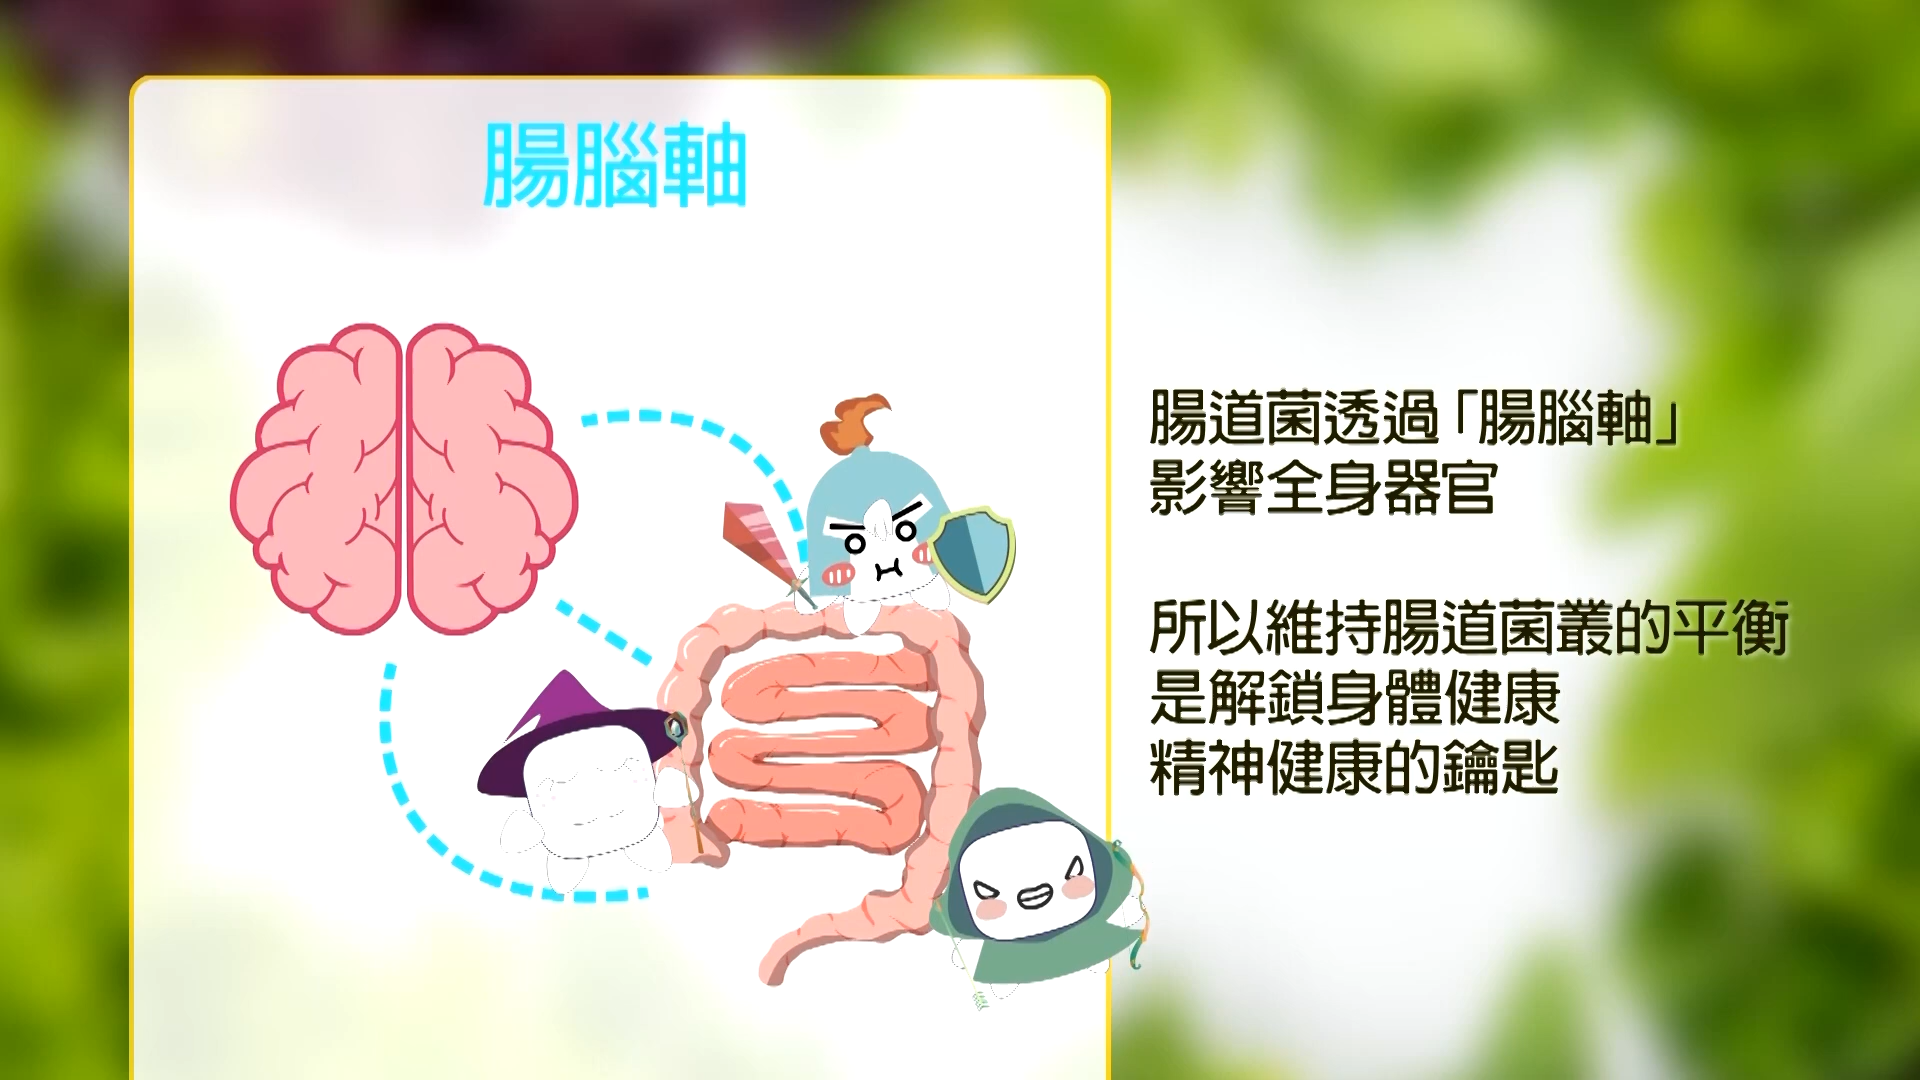 腸腦軸
腸道菌透過「腸腦軸」
影響全身器官
所以維持腸道菌叢的平衡
是解鎖身體健康
精神健康的鑰匙